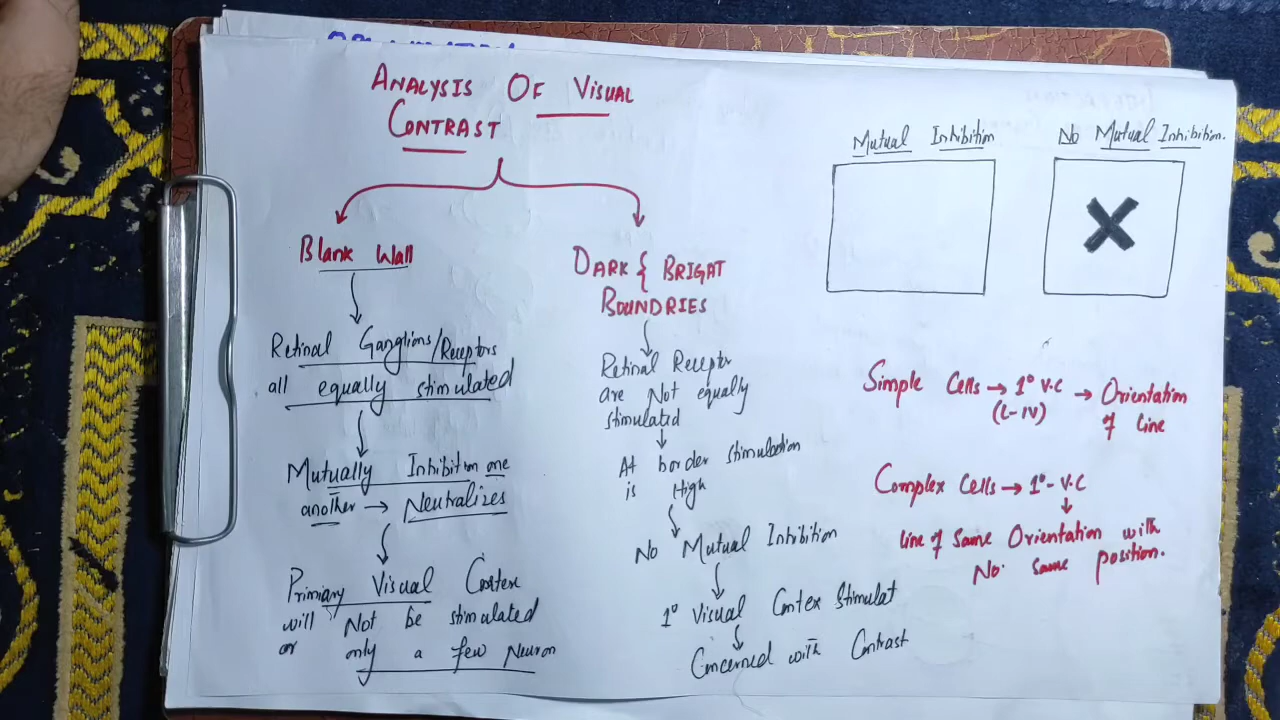 ANALYSIS OF VISUAL
CONTRAST
Blank Wall
Retinal Ganglions/Receptors
all equally stimulated
Mutually Inhibition one
another → Neutralizes
Primiary Visual Cortex
will Not be stimulated
or only a few Neuron
DARK & BRIGAT
BOUNDRIES
Retinal Receptor
are Not equally
stimulated
At border stimulation
is High
No Mutual Inhibition
1° Visual Cortex Stimulat
Concerned with Contrast
Mutual Inhibition
No Mutual Inhibition.
Simple Cells → 1° V.C → Orientation
(L-IV) of line
Complex Cells → 1°- V.C
line of Same Orientation with
No. same position.